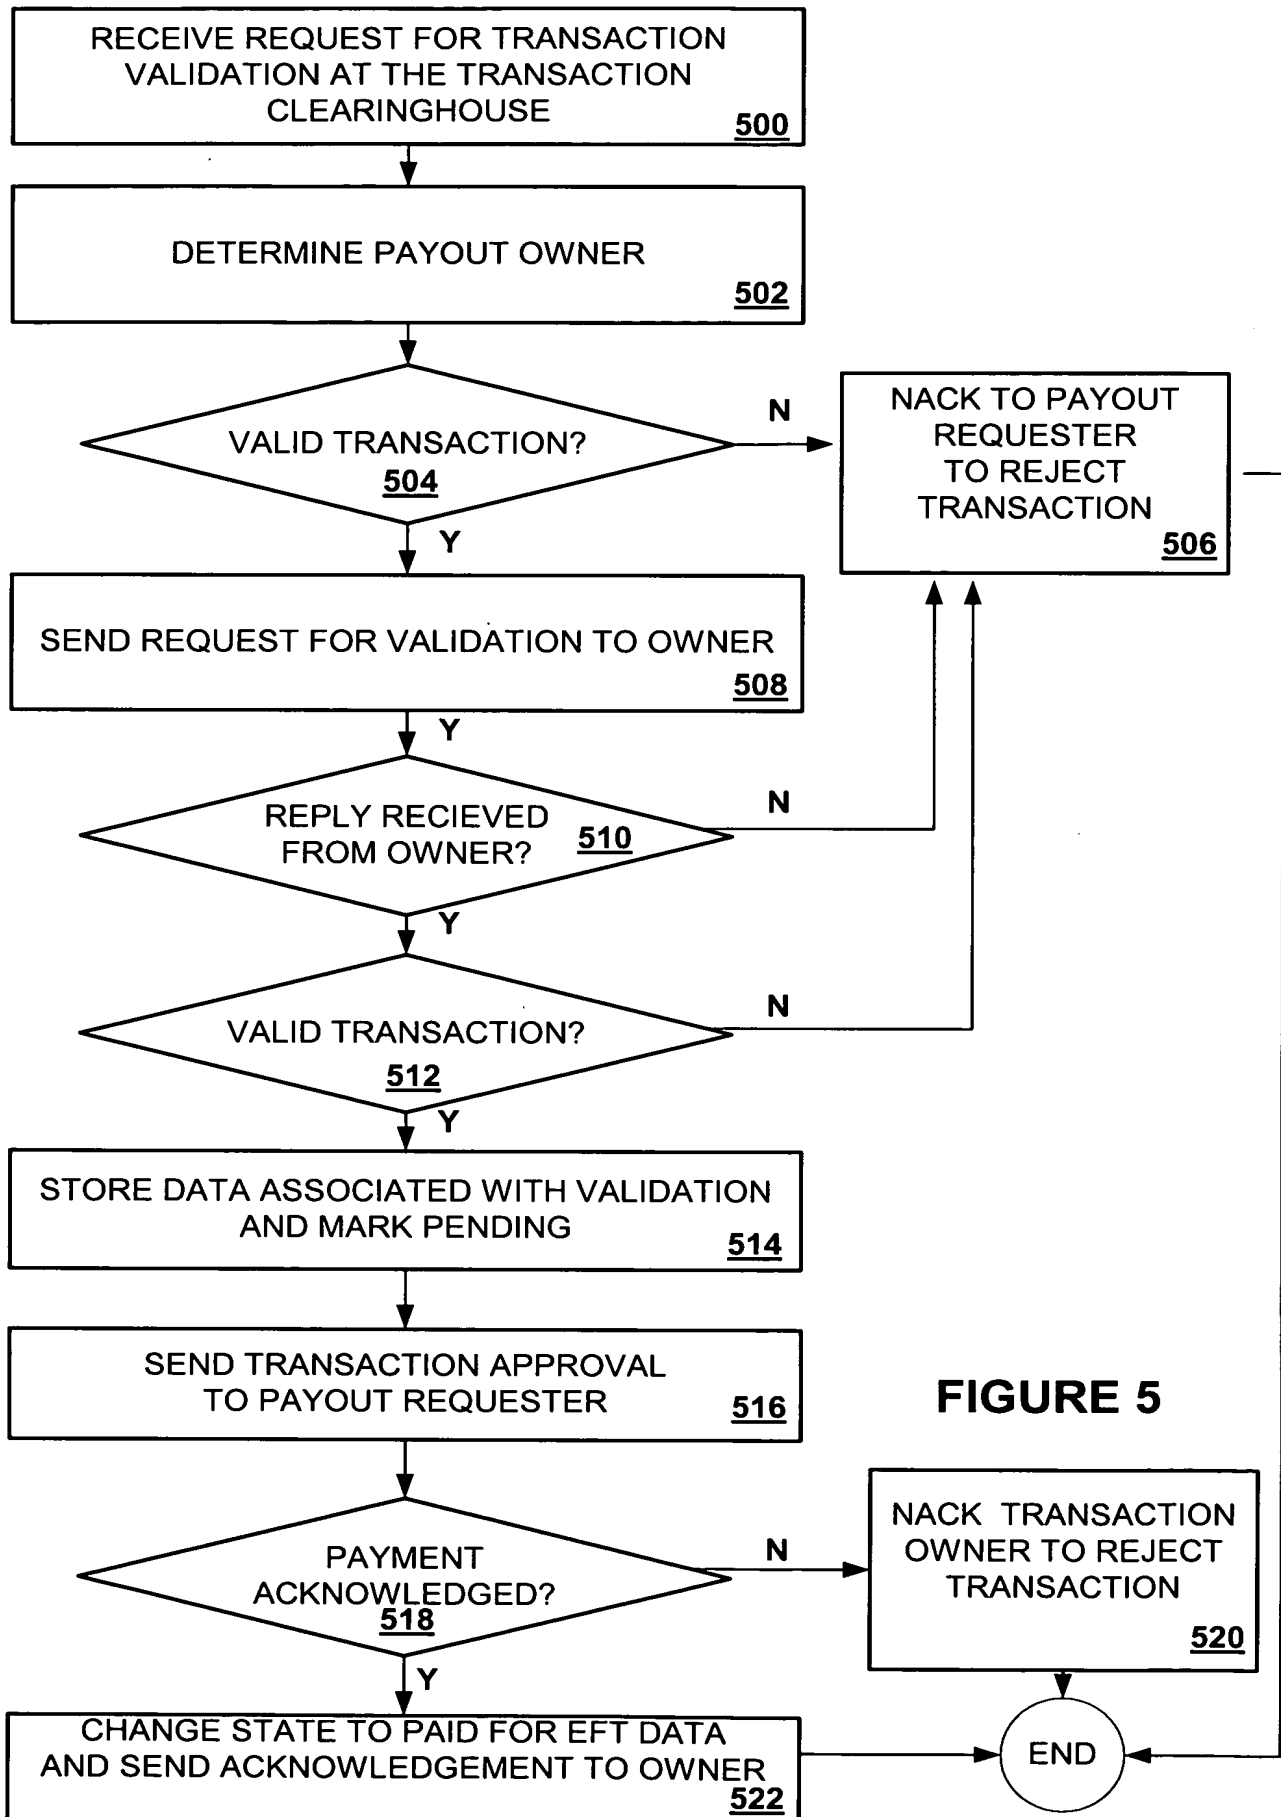 RECEIVE REQUEST FOR TRANSACTION
VALIDATION AT THE TRANSACTION
CLEARINGHOUSE
500
DETERMINE PAYOUT OWNER
502
VALID TRANSACTION?
504
N
NACK TO PAYOUT
REQUESTER
TO REJECT
TRANSACTION
506
Y
SEND REQUEST FOR VALIDATION TO OWNER
508
Y
REPLY RECIEVED
FROM OWNER?
510
N
Y
VALID TRANSACTION?
512
N
Y
STORE DATA ASSOCIATED WITH VALIDATION
AND MARK PENDING
514
SEND TRANSACTION APPROVAL
TO PAYOUT REQUESTER
516
FIGURE 5
PAYMENT
ACKNOWLEDGED?
518
N
NACK TRANSACTION
OWNER TO REJECT
TRANSACTION
520
Y
CHANGE STATE TO PAID FOR EFT DATA
AND SEND ACKNOWLEDGEMENT TO OWNER
522
END